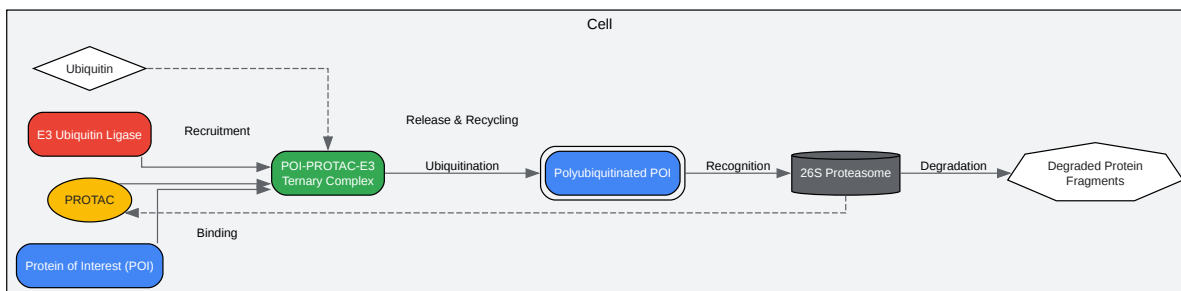 Cell
Ubiquitin
E3 Ubiquitin Ligase
Recruitment
Release & Recycling
POI-PROTAC-E3
Ternary Complex
Ubiquitination
Polyubiquitinated POI
Recognition
26S Proteasome
Degradation
Degraded Protein
Fragments
PROTAC
Binding
Protein of Interest (POI)